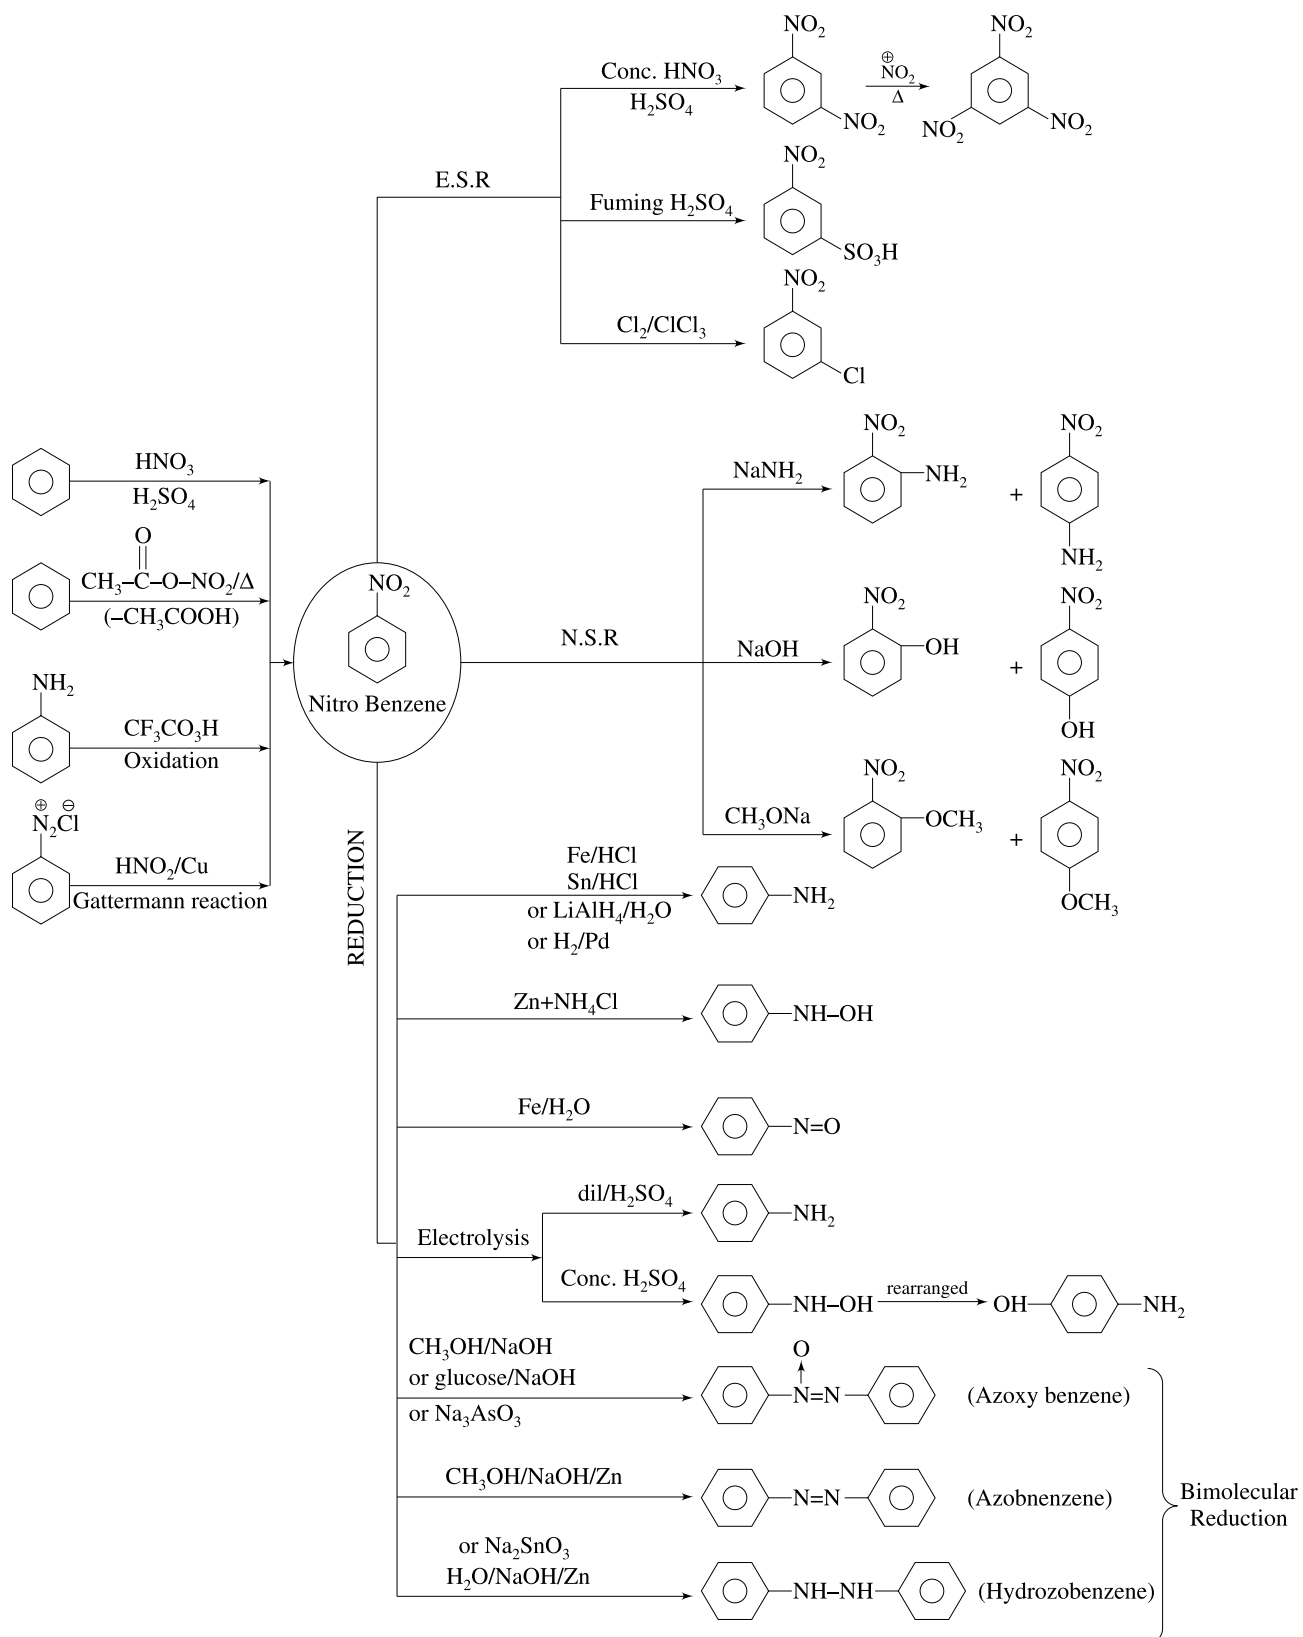 NO₂
NO₂
Conc. HNO₃
H₂SO₄
⊕
NO₂
Δ
NO₂
NO₂
NO₂
NO₂
E.S.R
Fuming H₂SO₄
SO₃H
NO₂
Cl₂/ClCl₃
Cl
NO₂
NO₂
HNO₃
H₂SO₄
NaNH₂
NH₂
+
NH₂
O
CH₃–C–O–NO₂/Δ
(–CH₃COOH)
NO₂
NO₂
NO₂
Nitro Benzene
N.S.R
NaOH
OH
+
OH
NH₂
CF₃CO₃H
Oxidation
NO₂
NO₂
CH₃ONa
OCH₃
+
OCH₃
⊕ ⊖
N₂Cl
HNO₂/Cu
Gattermann reaction
REDUCTION
Fe/HCl
Sn/HCl
or LiAlH₄/H₂O
or H₂/Pd
NH₂
Zn+NH₄Cl
NH–OH
Fe/H₂O
N=O
Electrolysis
dil/H₂SO₄
NH₂
Conc. H₂SO₄
NH–OH
rearranged
OH
NH₂
CH₃OH/NaOH
or glucose/NaOH
or Na₃AsO₃
O
N=N
(Azoxy benzene)
CH₃OH/NaOH/Zn
N=N
(Azobnenzene)
Bimolecular
Reduction
or Na₂SnO₃
H₂O/NaOH/Zn
NH–NH
(Hydrozobenzene)